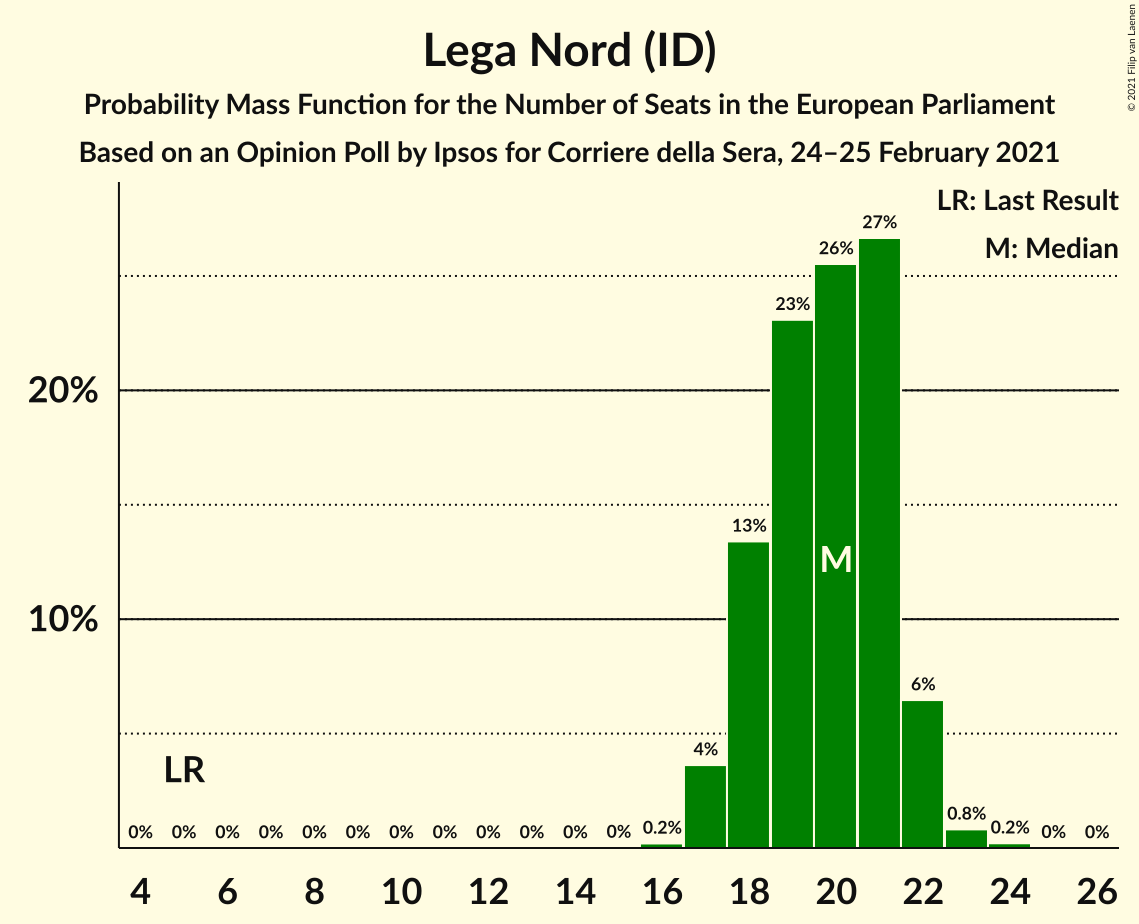 Lega Nord (ID)
Probability Mass Function for the Number of Seats in the European Parliament
Based on an Opinion Poll by Ipsos for Corriere della Sera, 24–25 February 2021
© 2021 Filip van Laenen
LR: Last Result
M: Median
27%
26%
23%
20%
13%
M
10%
6%
4%
LR
0% 0% 0% 0% 0% 0% 0% 0% 0% 0% 0% 0% 0.2% 0.8% 0.2% 0% 0%
4 6 8 10 12 14 16 18 20 22 24 26